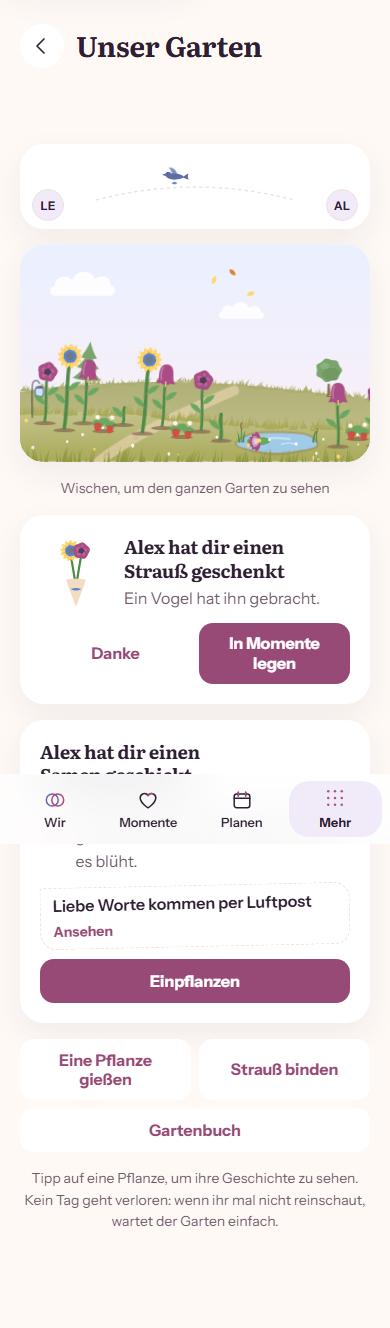 Unser Garten
LE
AL
Wischen, um den ganzen Garten zu sehen
Alex hat dir einen
Strauß geschenkt
Ein Vogel hat ihn gebracht.
Danke
In Momente
legen
Alex hat dir einen
Samen geschickt
Wir
Momente
Planen
Mehr
es blüht.
Liebe Worte kommen per Luftpost
Ansehen
Einpflanzen
Eine Pflanze
gießen
Strauß binden
Gartenbuch
Tipp auf eine Pflanze, um ihre Geschichte zu sehen.
Kein Tag geht verloren: wenn ihr mal nicht reinschaut,
wartet der Garten einfach.